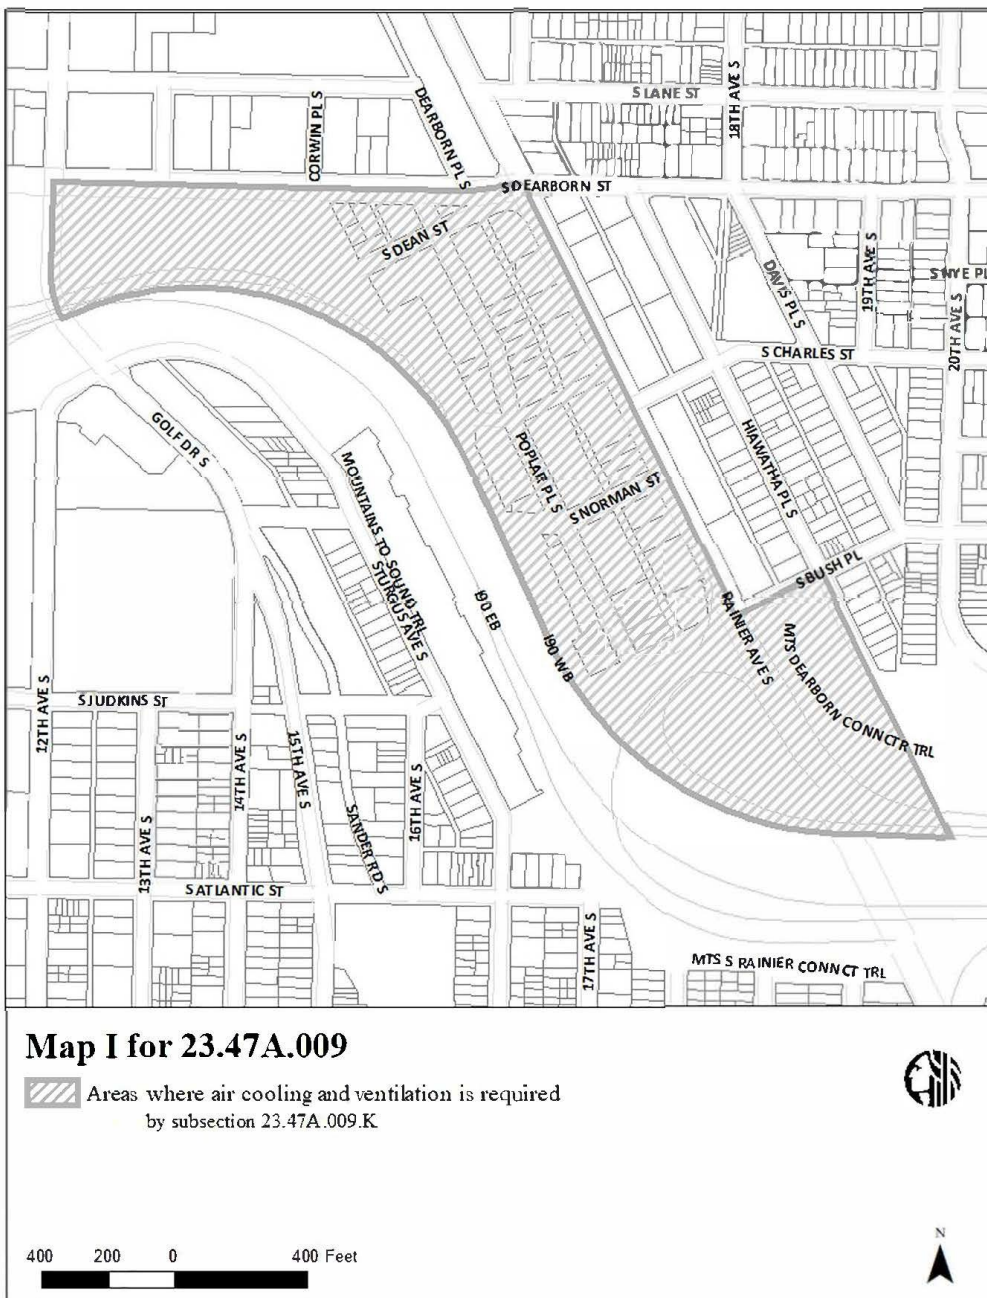 S LANE ST
18TH AVE S
CORWIN PL S
DEARBORN PL S
S DEARBORN ST
S DEAN ST
DAVIS PL S
19TH AVE S
S NYE PL
20TH AVE S
S CHARLES ST
GOLF DR S
MOUNTAINS TO SOUND TRL
STURGUS AVE S
POPLAR PL S
S NORMAN ST
HIAWATHA PL S
S BUSH PL
I90 EB
I90 WB
RAINIER AVE S
MTS DEARBORN CONNCTR TRL
12TH AVE S
S JUDKINS ST
14TH AVE S
15TH AVE S
16TH AVE S
13TH AVE S
SANDER RD S
S ATLANTIC ST
17TH AVE S
MTS S RAINIER CONNCT TRL
Map I for 23.47A.009
Areas where air cooling and ventilation is required
by subsection 23.47A.009.K
400 200 0 400 Feet
N